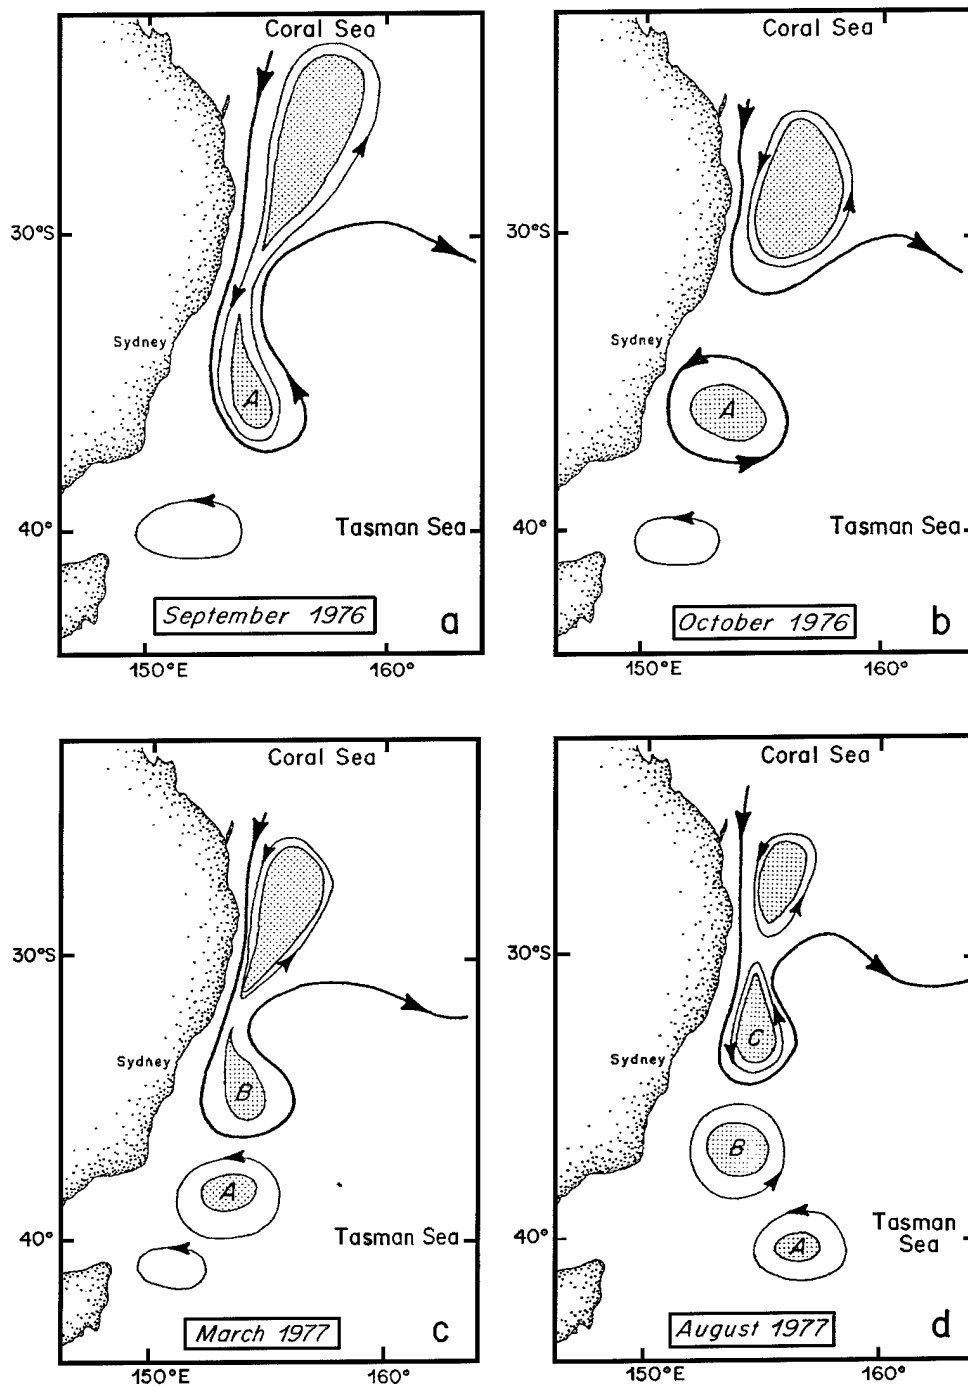 Coral Sea
30°S
Sydney
A
40°
Tasman Sea
September 1976
a
150°E
160°
Coral Sea
30°S
Sydney
A
40°
Tasman Sea
October 1976
b
150°E
160°
Coral Sea
30°S
Sydney
B
A
40°
Tasman Sea
March 1977
c
150°E
160°
Coral Sea
30°S
Sydney
C
B
A
40°
Tasman
Sea
August 1977
d
150°E
160°